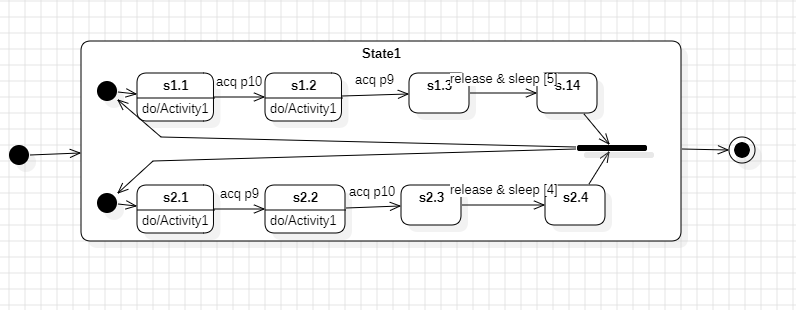 State1
s1.1
do/Activity1
acq p10
s1.2
do/Activity1
acq p9
s1.3
release & sleep [5]
s.14
s2.1
do/Activity1
acq p9
s2.2
do/Activity1
acq p10
s2.3
release & sleep [4]
s2.4